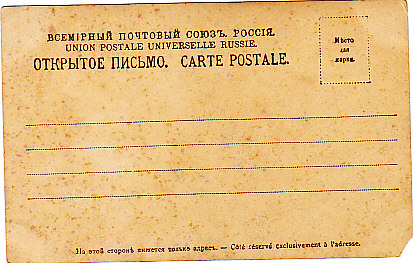 ВСЕМІРНЫЙ ПОЧТОВЫЙ СОЮЗЪ. РОССІЯ.
UNION POSTALE UNIVERSELLE RUSSIE.
ОТКРЫТОЕ ПИСЬМО. CARTE POSTALE.
Мѣсто
для
марки.
На этой сторонѣ пишется только адресъ. — Côté réservé exclusivement à l'adresse.